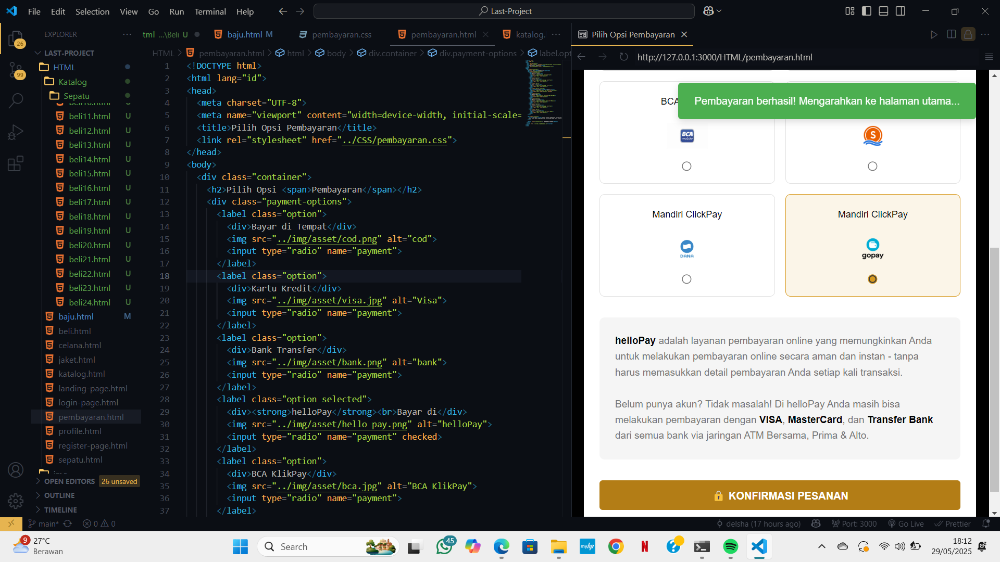 File Edit Selection View Go Run Terminal Help
Last-Project
EXPLORER
tml ...\Beli U
baju.html M
pembayaran.css
pembayaran.html
katalog.
Pilih Opsi Pembayaran
http://127.0.0.1:3000/HTML/pembayaran.html
HTML > pembayaran.html > html > body > div.container > div.payment-options > label.opt
26
99
LAST-PROJECT
HTML
Katalog
Sepatu
beli11.html U
beli12.html U
beli13.html U
beli14.html U
beli15.html U
beli16.html U
beli17.html U
beli18.html U
beli19.html U
beli20.html U
beli21.html U
beli22.html U
beli23.html U
beli24.html U
baju.html M
beli.html
celana.html
jaket.html
katalog.html
landing-page.html
login-page.html
pembayaran.html
profile.html
register-page.html
sepatu.html
OPEN EDITORS 26 unsaved
OUTLINE
TIMELINE
1 <!DOCTYPE html>
2 <html lang="id">
3 <head>
4 <meta charset="UTF-8">
5 <meta name="viewport" content="width=device-width, initial-scale=
6 <title>Pilih Opsi Pembayaran</title>
7 <link rel="stylesheet" href="../CSS/pembayaran.css">
8 </head>
9 <body>
10 <div class="container">
11 <h2>Pilih Opsi <span>Pembayaran</span></h2>
12 <div class="payment-options">
13 <label class="option">
14 <div>Bayar di Tempat</div>
15 <img src="../img/asset/cod.png" alt="cod">
16 <input type="radio" name="payment">
17 </label>
18 <label class="option">
19 <div>Kartu Kredit</div>
20 <img src="../img/asset/visa.jpg" alt="Visa">
21 <input type="radio" name="payment">
22 </label>
23 <label class="option">
24 <div>Bank Transfer</div>
25 <img src="../img/asset/bank.png" alt="bank">
26 <input type="radio" name="payment">
27 </label>
28 <label class="option selected">
29 <div><strong>helloPay</strong><br>Bayar di</div>
30 <img src="../img/asset/hello pay.png" alt="helloPay">
31 <input type="radio" name="payment" checked>
32 </label>
33 <label class="option">
34 <div>BCA KlikPay</div>
35 <img src="../img/asset/bca.jpg" alt="BCA KlikPay">
36 <input type="radio" name="payment">
37 </label>
BCA
Pembayaran berhasil! Mengarahkan ke halaman utama...
BCA
mobile
S
Mandiri ClickPay
DANA
Mandiri ClickPay
gopay
helloPay adalah layanan pembayaran online yang memungkinkan Anda
untuk melakukan pembayaran online secara aman dan instan - tanpa
harus memasukkan detail pembayaran Anda setiap kali transaksi.
Belum punya akun? Tidak masalah! Di helloPay Anda masih bisa
melakukan pembayaran dengan VISA, MasterCard, dan Transfer Bank
dari semua bank via jaringan ATM Bersama, Prima & Alto.
KONFIRMASI PESANAN
main* 0 0
delsha (17 hours ago) Port: 3000 Go Live Prettier
9 27°C
Berawan
Search
45
myhp
N
18:12
29/05/2025